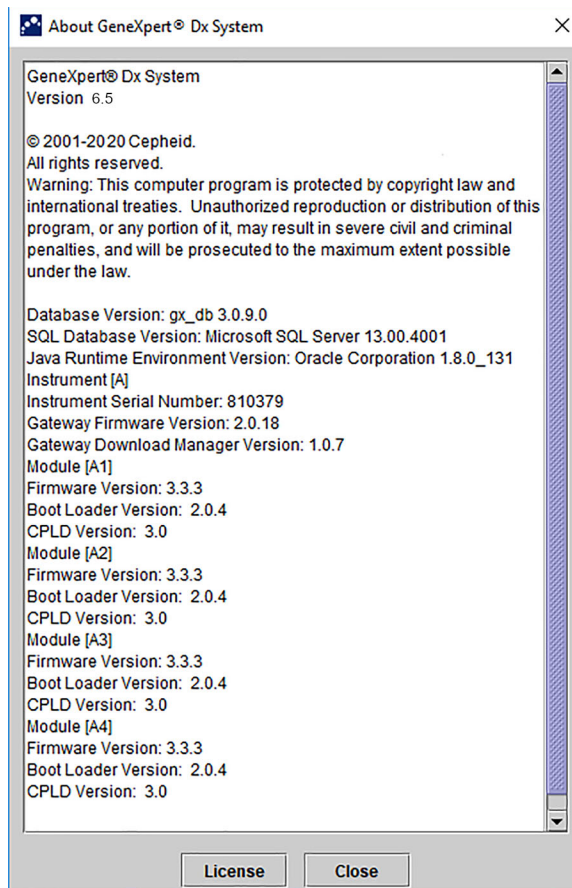 About GeneXpert® Dx System
GeneXpert® Dx System
Version 6.5
© 2001-2020 Cepheid.
All rights reserved.
Warning: This computer program is protected by copyright law and
international treaties. Unauthorized reproduction or distribution of this
program, or any portion of it, may result in severe civil and criminal
penalties, and will be prosecuted to the maximum extent possible
under the law.
Database Version: gx_db 3.0.9.0
SQL Database Version: Microsoft SQL Server 13.00.4001
Java Runtime Environment Version: Oracle Corporation 1.8.0_131
Instrument [A]
Instrument Serial Number: 810379
Gateway Firmware Version: 2.0.18
Gateway Download Manager Version: 1.0.7
Module [A1]
Firmware Version: 3.3.3
Boot Loader Version: 2.0.4
CPLD Version: 3.0
Module [A2]
Firmware Version: 3.3.3
Boot Loader Version: 2.0.4
CPLD Version: 3.0
Module [A3]
Firmware Version: 3.3.3
Boot Loader Version: 2.0.4
CPLD Version: 3.0
Module [A4]
Firmware Version: 3.3.3
Boot Loader Version: 2.0.4
CPLD Version: 3.0
License Close